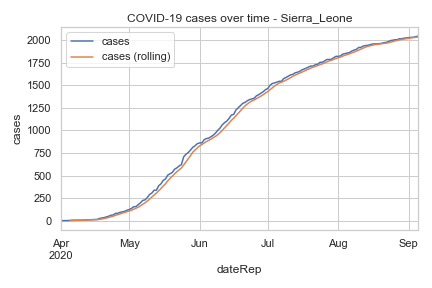 COVID-19 cases over time - Sierra_Leone
cases
cases (rolling)
2000
1750
1500
1250
1000
750
500
250
0
cases
Apr May Jun Jul Aug Sep
2020
dateRep